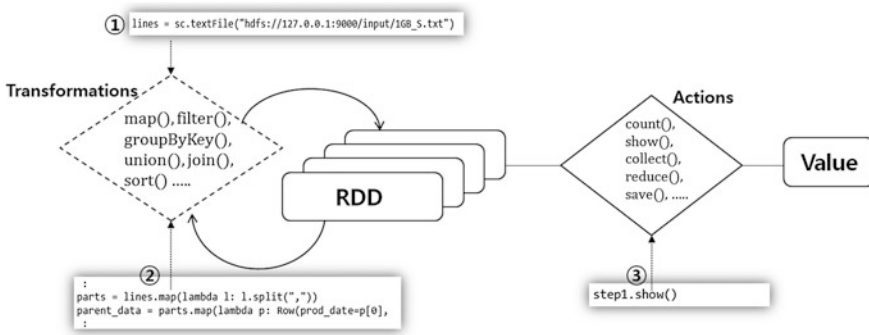 ① lines = sc.textFile("hdfs://127.0.0.1:9000/input/1GB_S.txt")
Transformations
map(), filter(),
groupByKey(),
union(), join(),
sort() .....
RDD
Actions
count(),
show(),
collect(),
reduce(),
save(), .....
Value
②
:
parts = lines.map(lambda l: l.split(","))
parent_data = parts.map(lambda p: Row(prod_date=p[0],
:
③
step1.show()